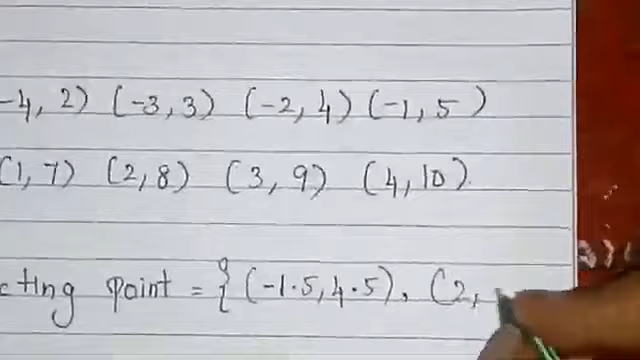 -4, 2) (-3, 3) (-2, 4) (-1, 5)
(1, 7) (2, 8) (3, 9) (4, 10).
cting point = { (-1.5, 4.5), (2,